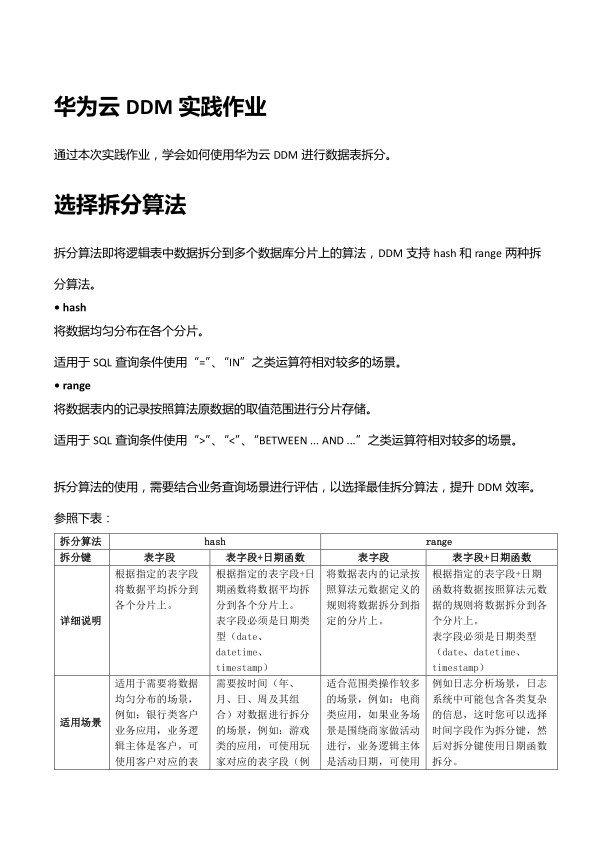 华为云 DDM 实践作业
通过本次实践作业，学会如何使用华为云 DDM 进行数据表拆分。
选择拆分算法
拆分算法即将逻辑表中数据拆分到多个数据库分片上的算法，DDM 支持 hash 和 range 两种拆
分算法。
• hash
将数据均匀分布在各个分片。
适用于 SQL 查询条件使用“=”、“IN”之类运算符相对较多的场景。
• range
将数据表内的记录按照算法原数据的取值范围进行分片存储。
适用于 SQL 查询条件使用“>”、“<”、“BETWEEN ... AND ...”之类运算符相对较多的场景。
拆分算法的使用，需要结合业务查询场景进行评估，以选择最佳拆分算法，提升 DDM 效率。
参照下表：
拆分算法 hash range
拆分键 表字段 表字段+日期函数 表字段 表字段+日期函数
详细说明
根据指定的表字段
将数据平均拆分到
各个分片上。
根据指定的表字段+日
期函数将数据平均拆
分到各个分片上。
表字段必须是日期类
型（date、
datetime、
timestamp）
将数据表内的记录按
照算法元数据定义的
规则将数据拆分到指
定的分片上。
根据指定的表字段+日期
函数将数据按照算法元数
据的规则将数据拆分到各
个分片上。
表字段必须是日期类型
（date、datetime、
timestamp）
适用场景
适用于需要将数据
均匀分布的场景，
例如：银行类客户
业务应用，业务逻
辑主体是客户，可
使用客户对应的表
需要按时间（年、
月、日、周及其组
合）对数据进行拆分
的场景，例如：游戏
类的应用，可使用玩
家对应的表字段（例
适合范围类操作较多
的场景，例如：电商
类应用，如果业务场
景是围绕商家做活动
进行，业务逻辑主体
是活动日期，可使用
例如日志分析场景，日志
系统中可能包含各类复杂
的信息，这时您可以选择
时间字段作为拆分键，然
后对拆分键使用日期函数
拆分。